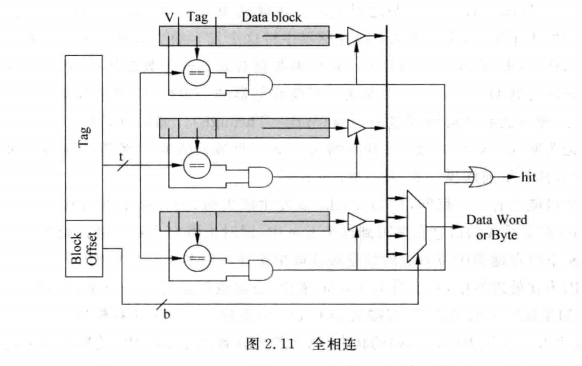 V Tag Data block
==
Tag
t
==
hit
Data Word
or Byte
Block
Offset
==
b
图 2.11 全相连